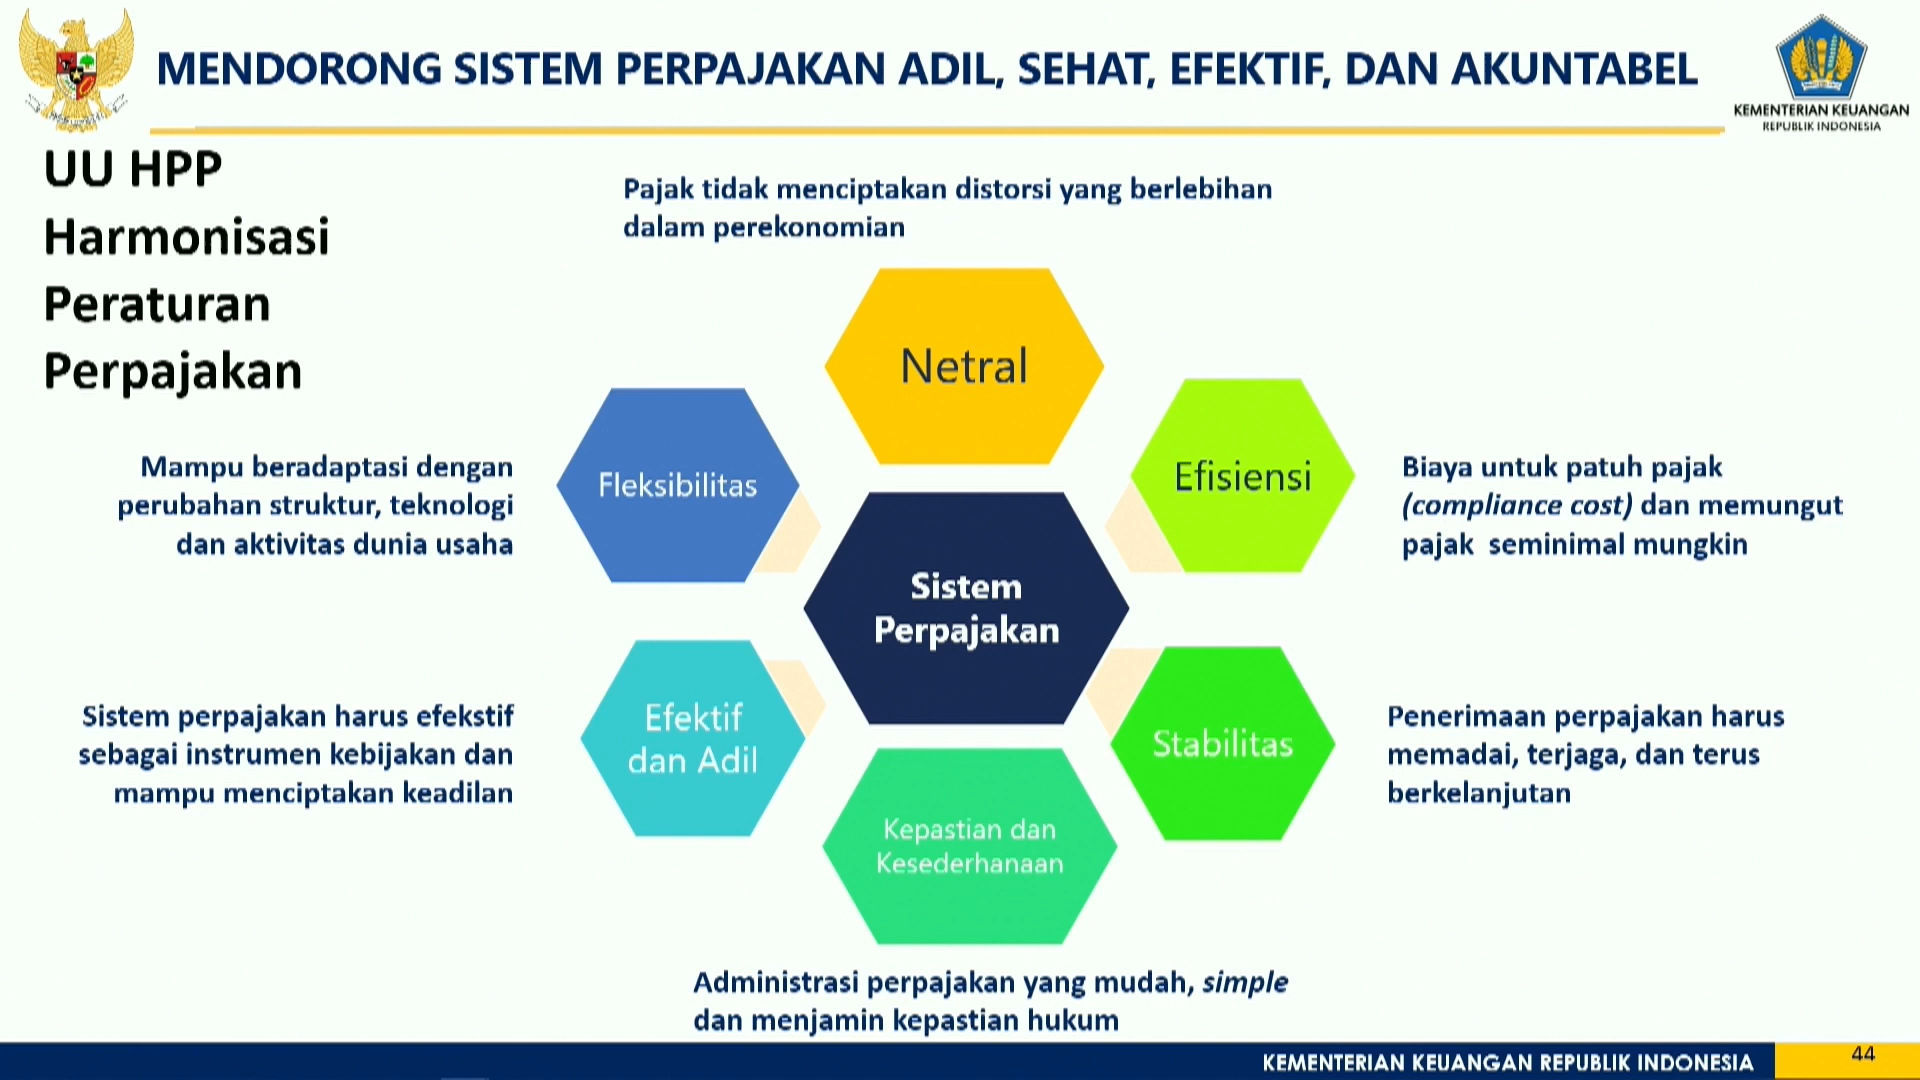 MENDORONG SISTEM PERPAJAKAN ADIL, SEHAT, EFEKTIF, DAN AKUNTABEL
KEMENTERIAN KEUANGAN
REPUBLIK INDONESIA
UU HPP
Harmonisasi
Peraturan
Perpajakan
Pajak tidak menciptakan distorsi yang berlebihan
dalam perekonomian
Netral
Fleksibilitas
Mampu beradaptasi dengan
perubahan struktur, teknologi
dan aktivitas dunia usaha
Efisiensi
Biaya untuk patuh pajak
(compliance cost) dan memungut
pajak seminimal mungkin
Sistem
Perpajakan
Efektif
dan Adil
Sistem perpajakan harus efekstif
sebagai instrumen kebijakan dan
mampu menciptakan keadilan
Stabilitas
Penerimaan perpajakan harus
memadai, terjaga, dan terus
berkelanjutan
Kepastian dan
Kesederhanaan
Administrasi perpajakan yang mudah, simple
dan menjamin kepastian hukum
KEMENTERIAN KEUANGAN REPUBLIK INDONESIA
44